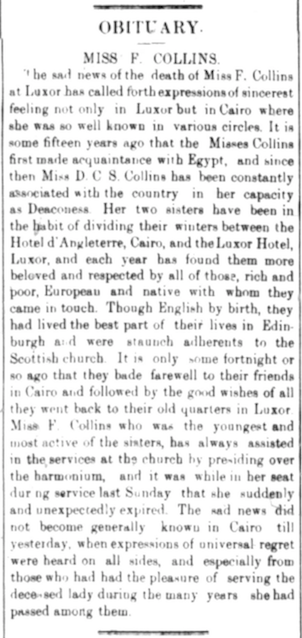 OBITUARY.
MISS F. COLLINS.
The sad news of the death of Miss F. Collins
at Luxor has called forth expressions of sincerest
feeling not only in Luxor but in Cairo where
she was so well known in various circles. It is
some fifteen years ago that the Misses Collins
first made acquaintance with Egypt, and since
then Miss D. C S. Collins has been constantly
associated with the country in her capacity
as Deaconess. Her two sisters have been in
the habit of dividing their winters between the
Hotel d'Angleterre, Cairo, and the Luxor Hotel,
Luxor, and each year has found them more
beloved and respected by all of those, rich and
poor, European and native with whom they
came in touch. Though English by birth, they
had lived the best part of their lives in Edin-
burgh and were staunch adherents to the
Scottish church. It is only some fortnight or
so ago that they bade farewell to their friends
in Cairo and followed by the good wishes of all
they went back to their old quarters in Luxor.
Miss F. Collins who was the youngest and
most active of the sisters, has always assisted
in the services at the church by presiding over
the harmonium, and it was while in her seat
during service last Sunday that she suddenly
and unexpectedly expired. The sad news did
not become generally known in Cairo till
yesterday, when expressions of universal regret
were heard on all sides, and especially from
those who had had the pleasure of serving the
deceased lady during the many years she had
passed among them.